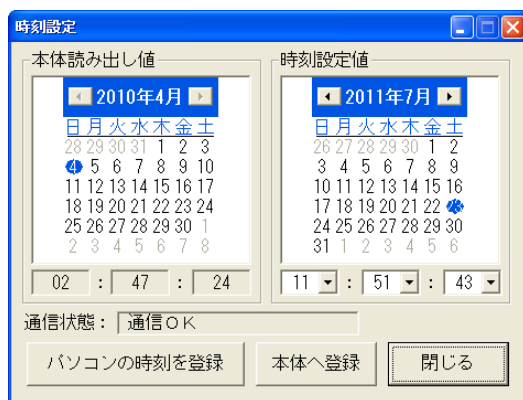 時刻設定
本体読み出し値
2010年4月
日 月 火 水 木 金 土
28 29 30 31 1 2 3
4 5 6 7 8 9 10
11 12 13 14 15 16 17
18 19 20 21 22 23 24
25 26 27 28 29 30 1
2 3 4 5 6 7 8
02 : 47 : 24
時刻設定値
2011年7月
日 月 火 水 木 金 土
26 27 28 29 30 1 2
3 4 5 6 7 8 9
10 11 12 13 14 15 16
17 18 19 20 21 22 23
24 25 26 27 28 29 30
31 1 2 3 4 5 6
11 : 51 : 43
通信状態： 通信ＯＫ
パソコンの時刻を登録 本体へ登録 閉じる